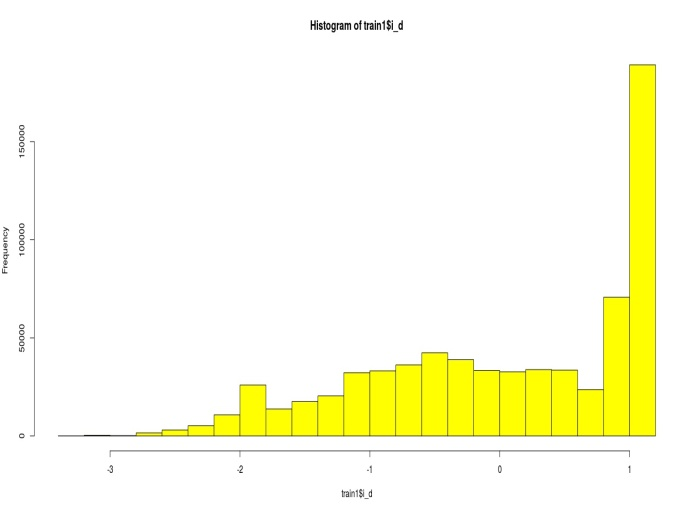 Histogram of train1$i_d
Frequency
150000
100000
50000
0
-3 -2 -1 0 1
train1$i_d